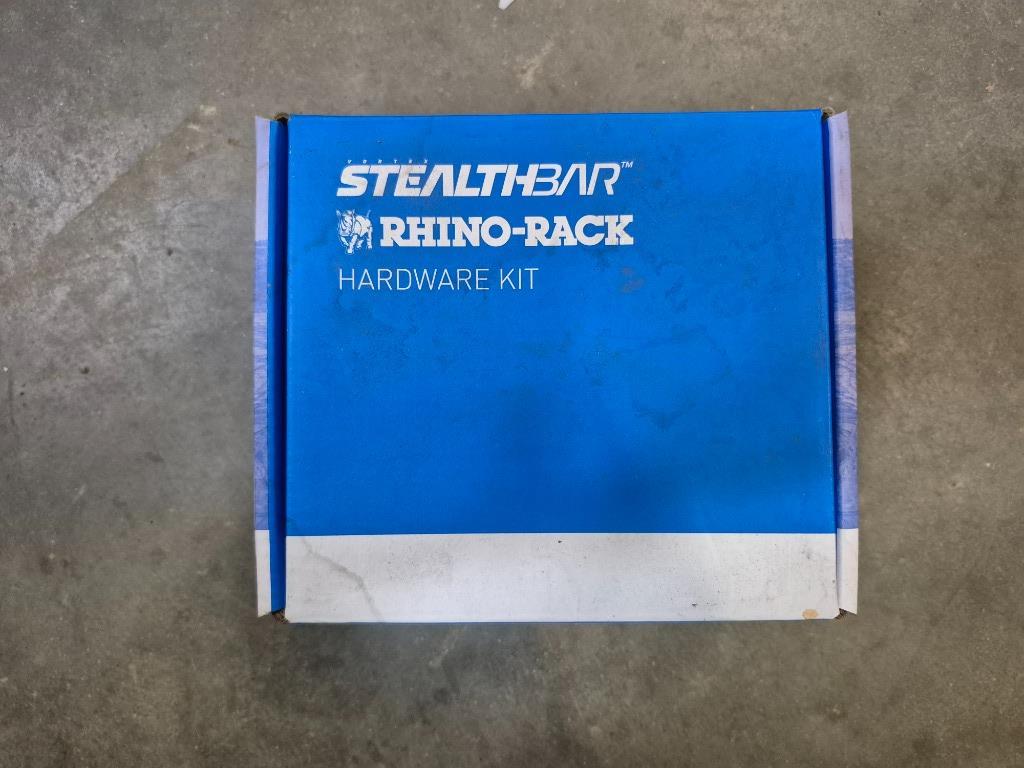 VORTEX
STEALTHBAR™
RHINO-RACK
HARDWARE KIT